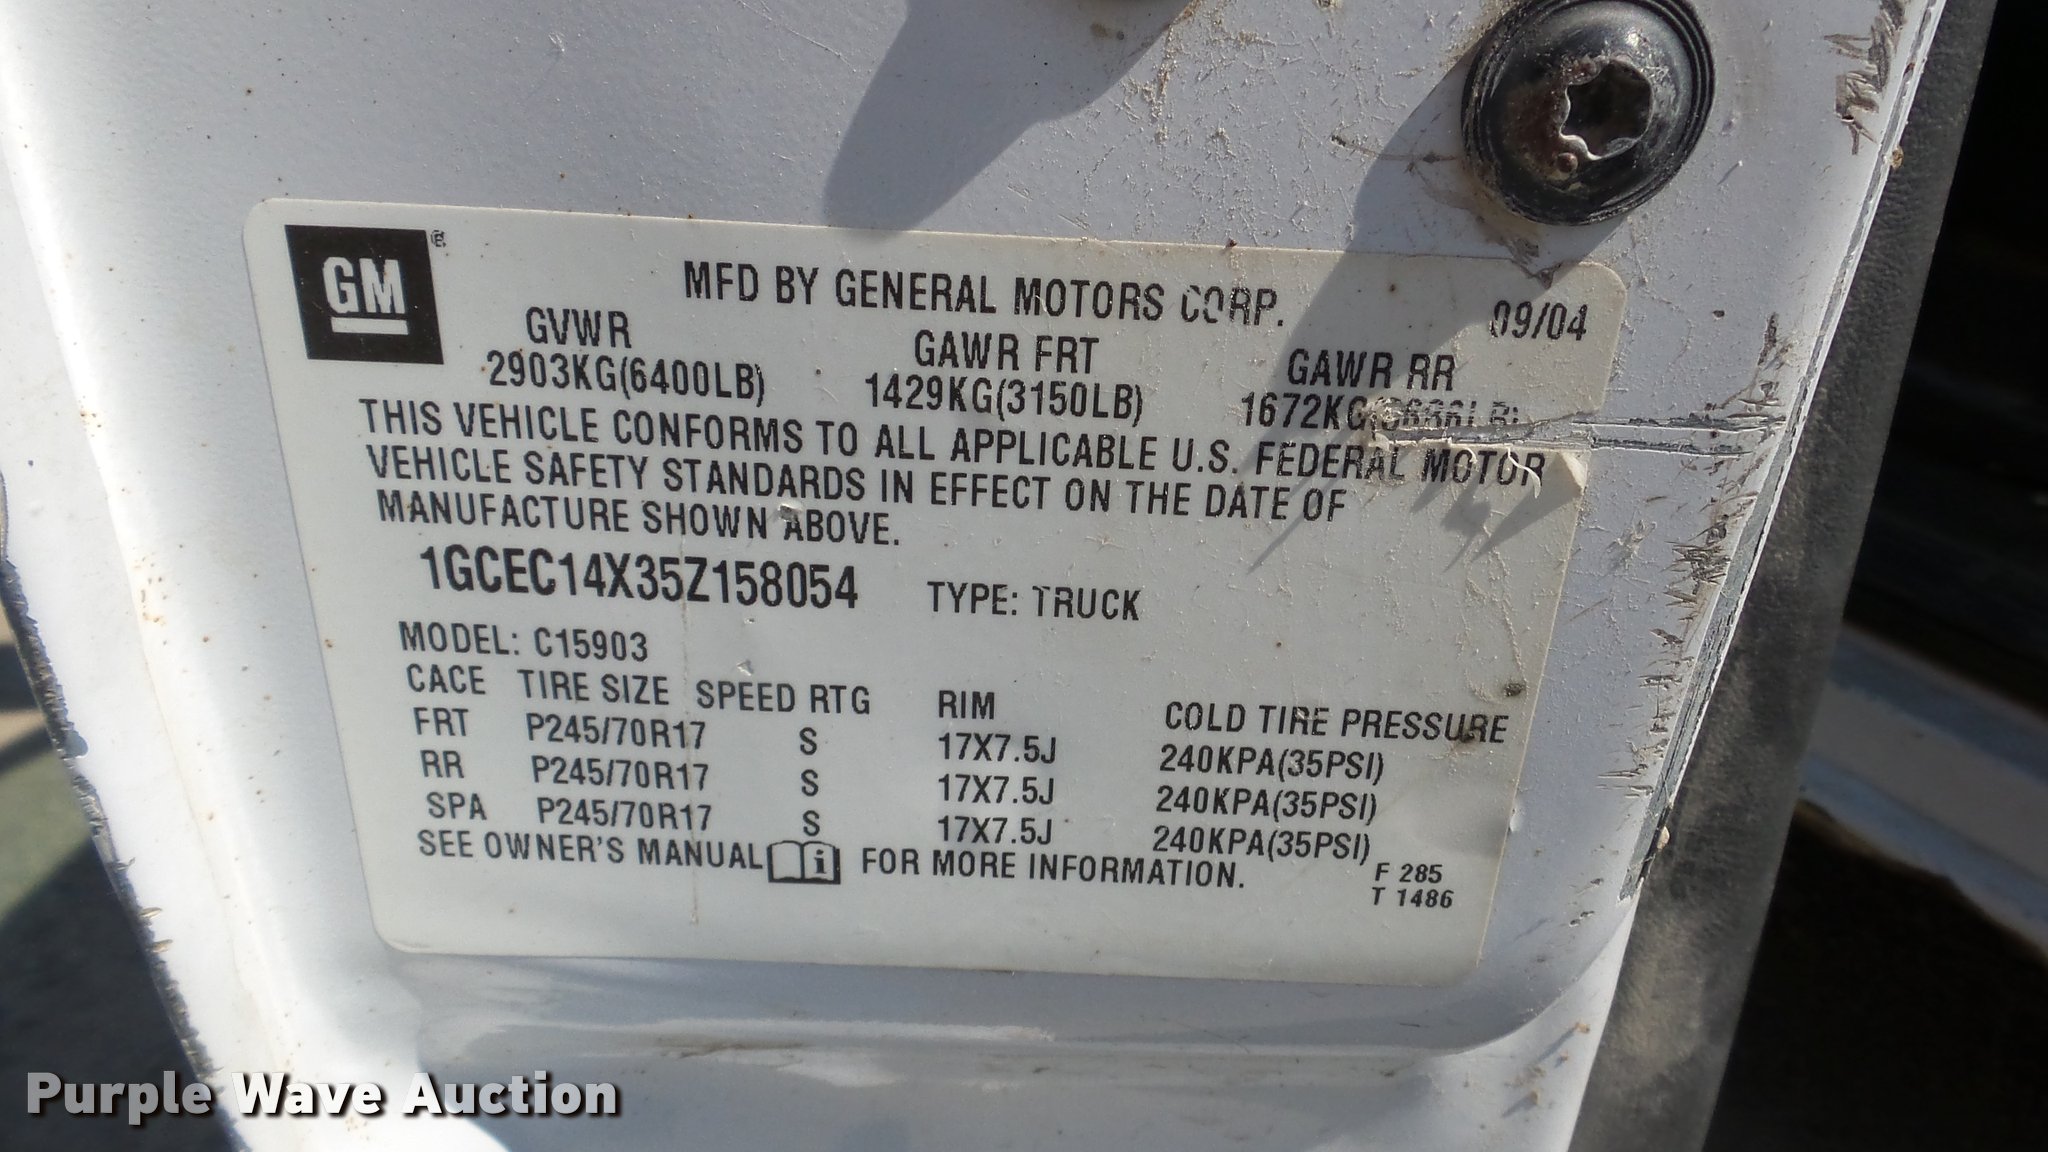 GM ®
MFD BY GENERAL MOTORS CORP. 09/04
GVWR GAWR FRT GAWR RR
2903KG(6400LB) 1429KG(3150LB) 1672KG
THIS VEHICLE CONFORMS TO ALL APPLICABLE U.S. FEDERAL MOTOR
VEHICLE SAFETY STANDARDS IN EFFECT ON THE DATE OF
MANUFACTURE SHOWN ABOVE.
1GCEC14X35Z158054 TYPE: TRUCK
MODEL: C15903
CACE TIRE SIZE SPEED RTG RIM COLD TIRE PRESSURE
FRT P245/70R17 S 17X7.5J 240KPA(35PSI)
RR P245/70R17 S 17X7.5J 240KPA(35PSI)
SPA P245/70R17 S 17X7.5J 240KPA(35PSI)
SEE OWNER'S MANUAL i FOR MORE INFORMATION.
F 285
T 1486
Purple Wave Auction